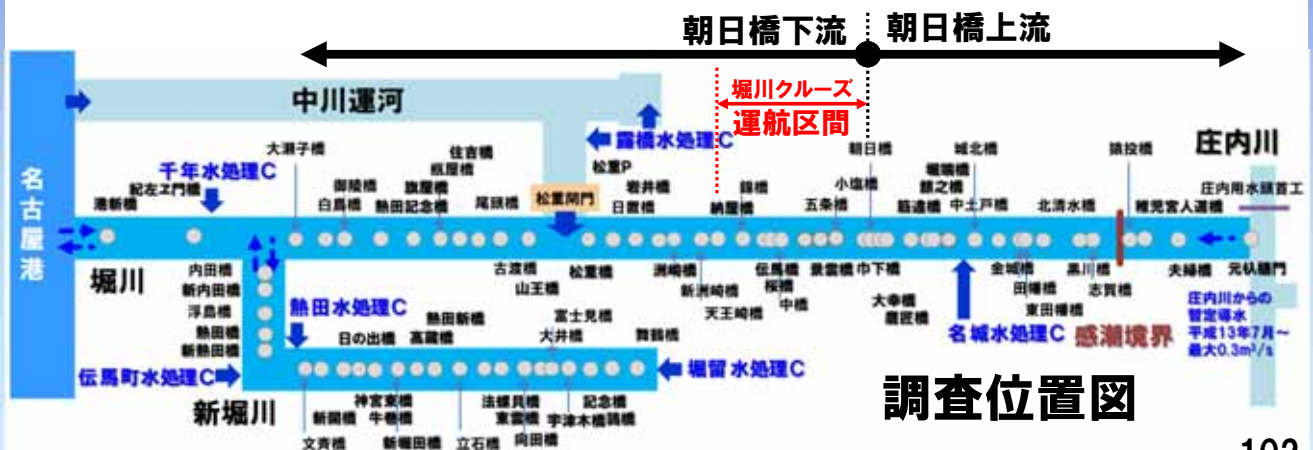 朝日橋下流
朝日橋上流
堀川クルーズ
運航区間
中川運河
庄内川
名古屋港
千年水処理C
露橋水処理C
松重P
松重閘門
大瀬子橋
住吉橋
瓶屋橋
御陵橋
旗屋橋
白鳥橋
熱田記念橋
尾頭橋
岩井橋
日置橋
納屋橋
錦橋
五条橋
小塩橋
朝日橋
堀端橋
筋違橋
城北橋
中土戸橋
北清水橋
猿投橋
稚児宮人道橋
庄内用水頭首工
港新橋
紀左ヱ門橋
堀川
内田橋
新内田橋
浮島橋
熱田橋
新熱田橋
古渡橋
山王橋
松重橋
洲崎橋
新洲崎橋
天王崎橋
伝馬橋
桜橋
中橋
景雲橋
巾下橋
大幸橋
鷹匠橋
金城橋
田幡橋
東田幡橋
黒川橋
志賀橋
夫婦橋
元杁樋門
庄内川からの
暫定導水
平成13年7月～
最大0.3m³/s
名城水処理C
感潮境界
熱田水処理C
日の出橋
高蔵橋
熱田新橋
富士見橋
大井橋
舞鶴橋
伝馬町水処理C
堀留水処理C
新堀川
新開橋
文斉橋
神宮東橋
牛巻橋
新堀田橋
立石橋
法螺貝橋
東雲橋
向田橋
宇津木橋
記念橋
鶉橋
調査位置図
103